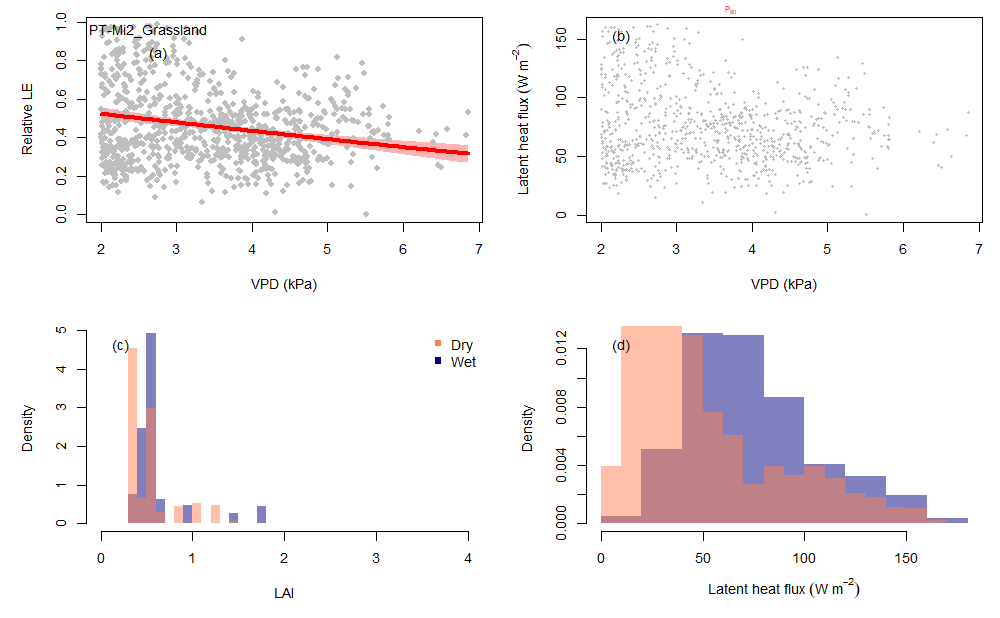 PT-Mi2_Grassland
(a)
Relative LE
0.0 0.2 0.4 0.6 0.8 1.0
2 3 4 5 6 7
VPD (kPa)
P80
(b)
Latent heat flux (W m−2)
0 50 100 150
2 3 4 5 6 7
VPD (kPa)
(c)
Dry
Wet
Density
0 1 2 3 4 5
0 1 2 3 4
LAI
(d)
Density
0.000 0.004 0.008 0.012
0 50 100 150
Latent heat flux (W m−2)